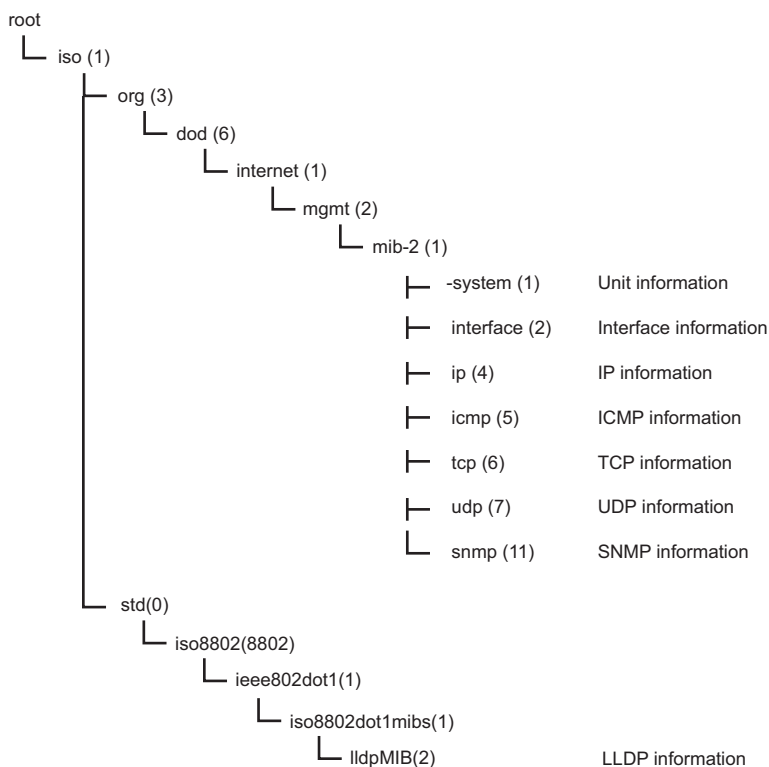 root
iso (1)
org (3)
dod (6)
internet (1)
mgmt (2)
mib-2 (1)
-system (1) Unit information
interface (2) Interface information
ip (4) IP information
icmp (5) ICMP information
tcp (6) TCP information
udp (7) UDP information
snmp (11) SNMP information
std(0)
iso8802(8802)
ieee802dot1(1)
iso8802dot1mibs(1)
lldpMIB(2) LLDP information